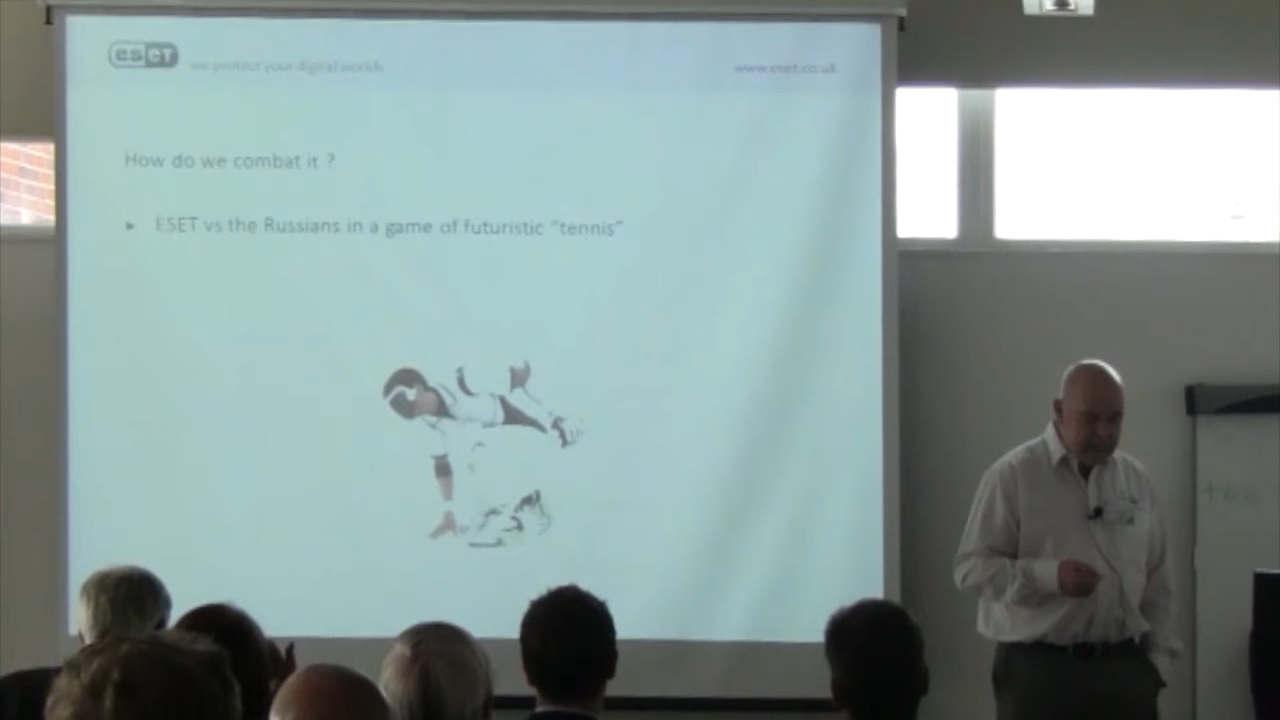 eset
we protect your digital worlds
www.eset.co.uk
How do we combat it ?
► ESET vs the Russians in a game of futuristic "tennis"